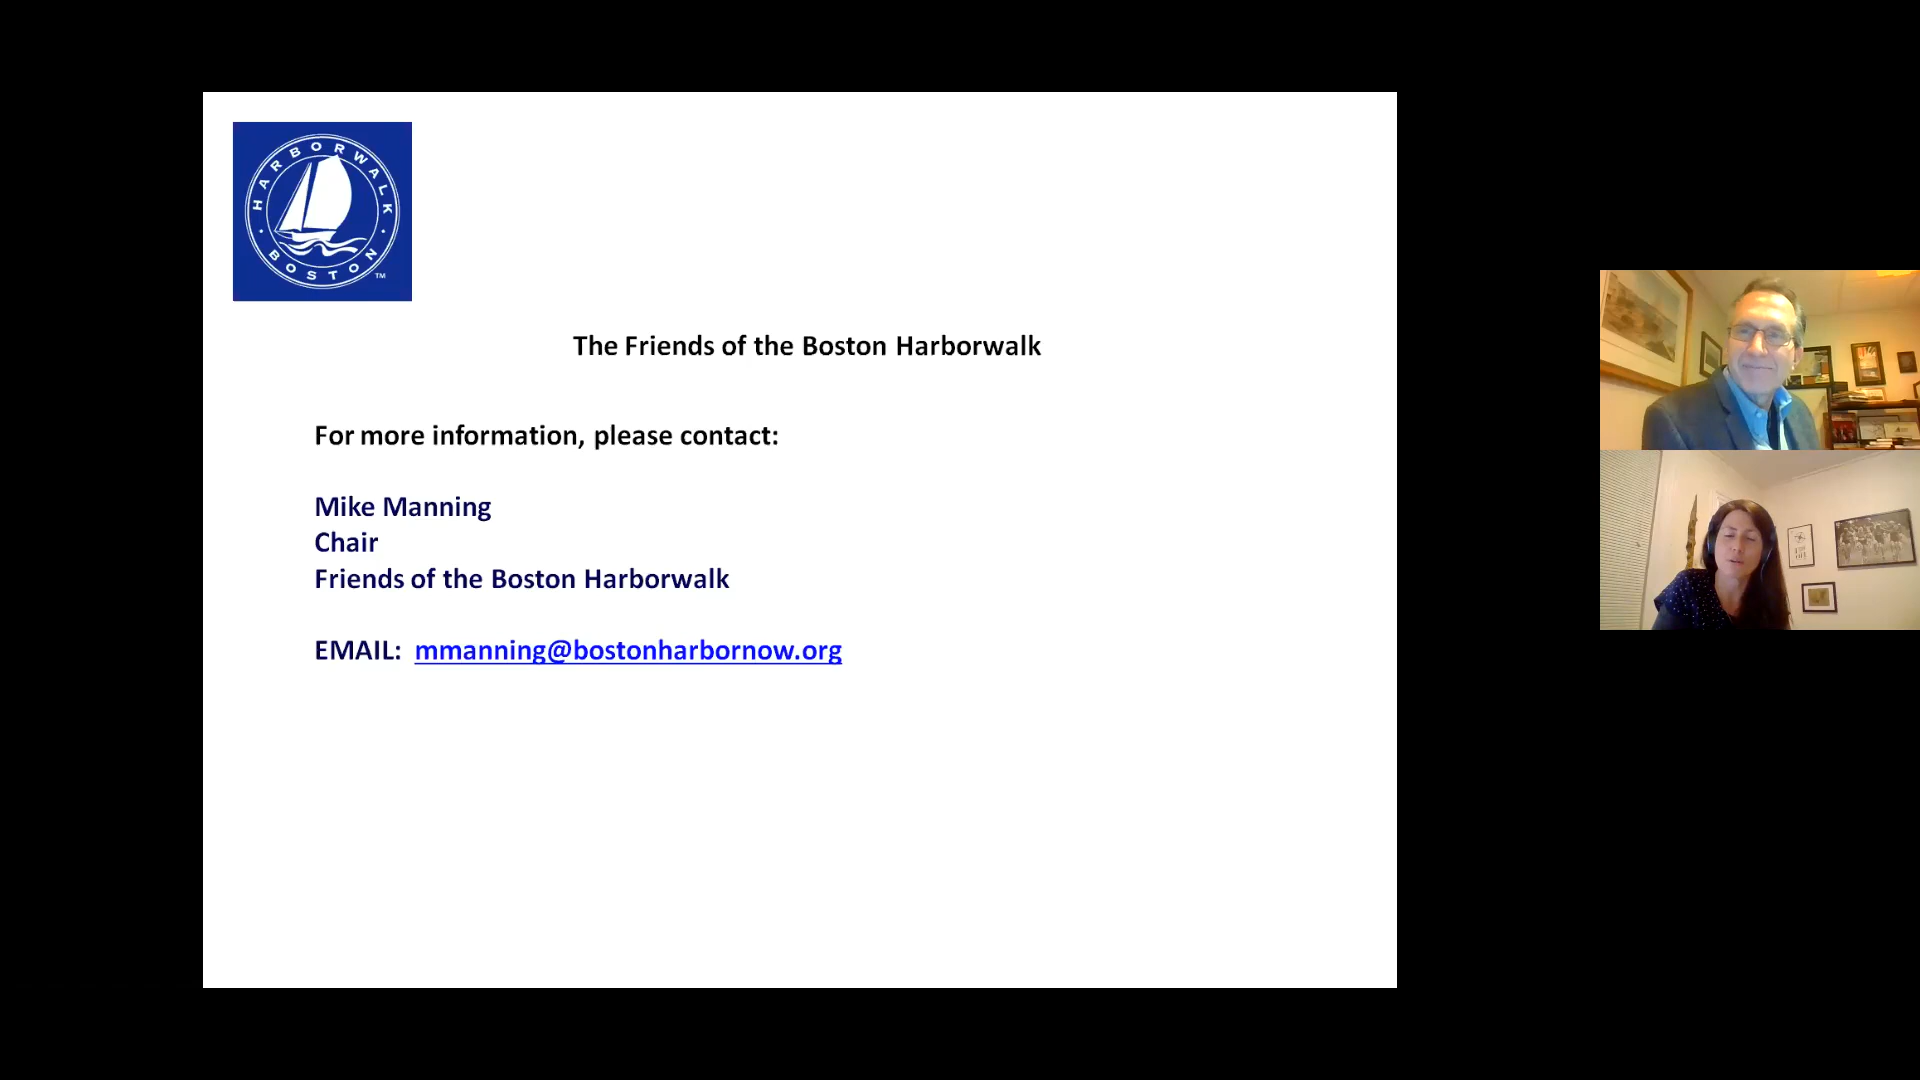 HARBORWALK
BOSTON
TM
The Friends of the Boston Harborwalk
For more information, please contact:
Mike Manning
Chair
Friends of the Boston Harborwalk
EMAIL: mmanning@bostonharbornow.org